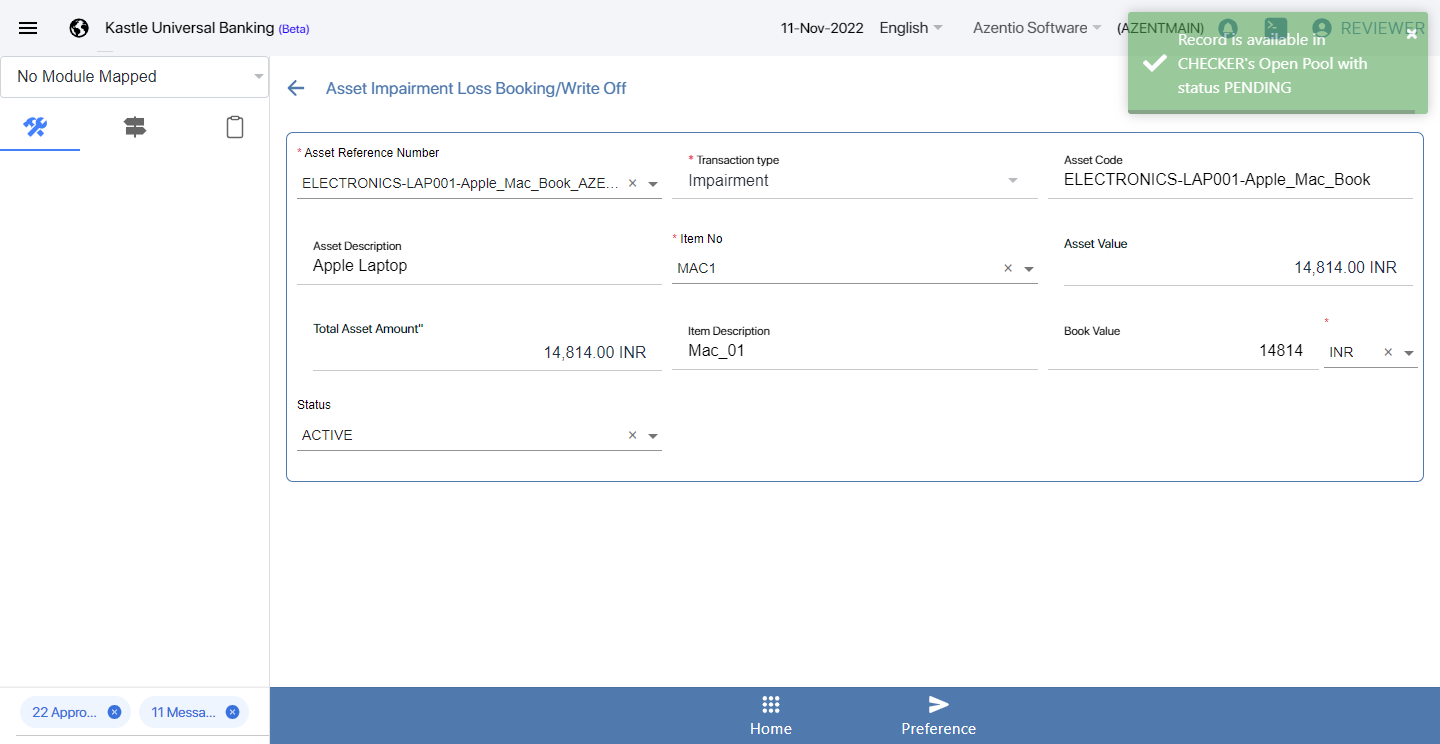 Kastle Universal Banking (Beta)
11-Nov-2022
English
Azentio Software
(AZENTMAIN)
REVIEWER
Record is available in
CHECKER's Open Pool with
status PENDING
No Module Mapped
Asset Impairment Loss Booking/Write Off
* Asset Reference Number
ELECTRONICS-LAP001-Apple_Mac_Book_AZE...
* Transaction type
Impairment
Asset Code
ELECTRONICS-LAP001-Apple_Mac_Book
Asset Description
Apple Laptop
* Item No
MAC1
Asset Value
14,814.00 INR
Total Asset Amount"
14,814.00 INR
Item Description
Mac_01
Book Value
14814
*
INR
Status
ACTIVE
22 Appro...
11 Messa...
Home
Preference